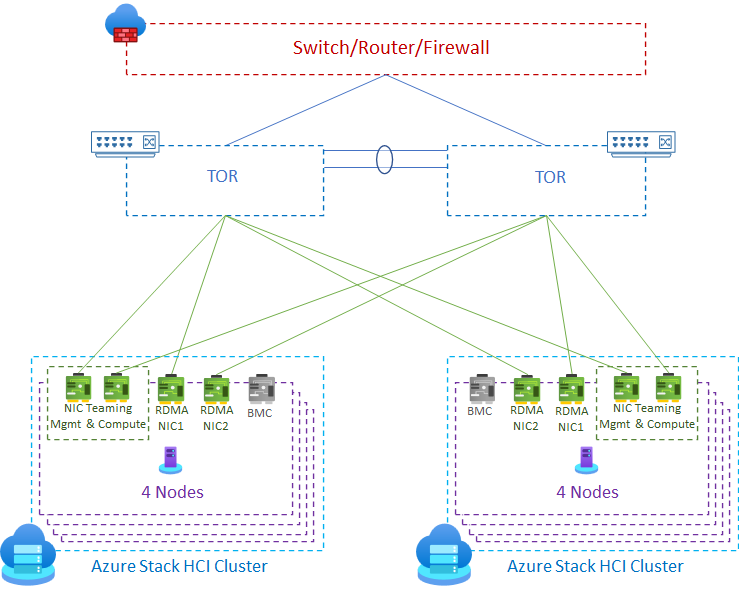 Switch/Router/Firewall
TOR
TOR
NIC Teaming
Mgmt & Compute
RDMA
NIC1
RDMA
NIC2
BMC
4 Nodes
Azure Stack HCI Cluster
BMC
RDMA
NIC2
RDMA
NIC1
NIC Teaming
Mgmt & Compute
4 Nodes
Azure Stack HCI Cluster